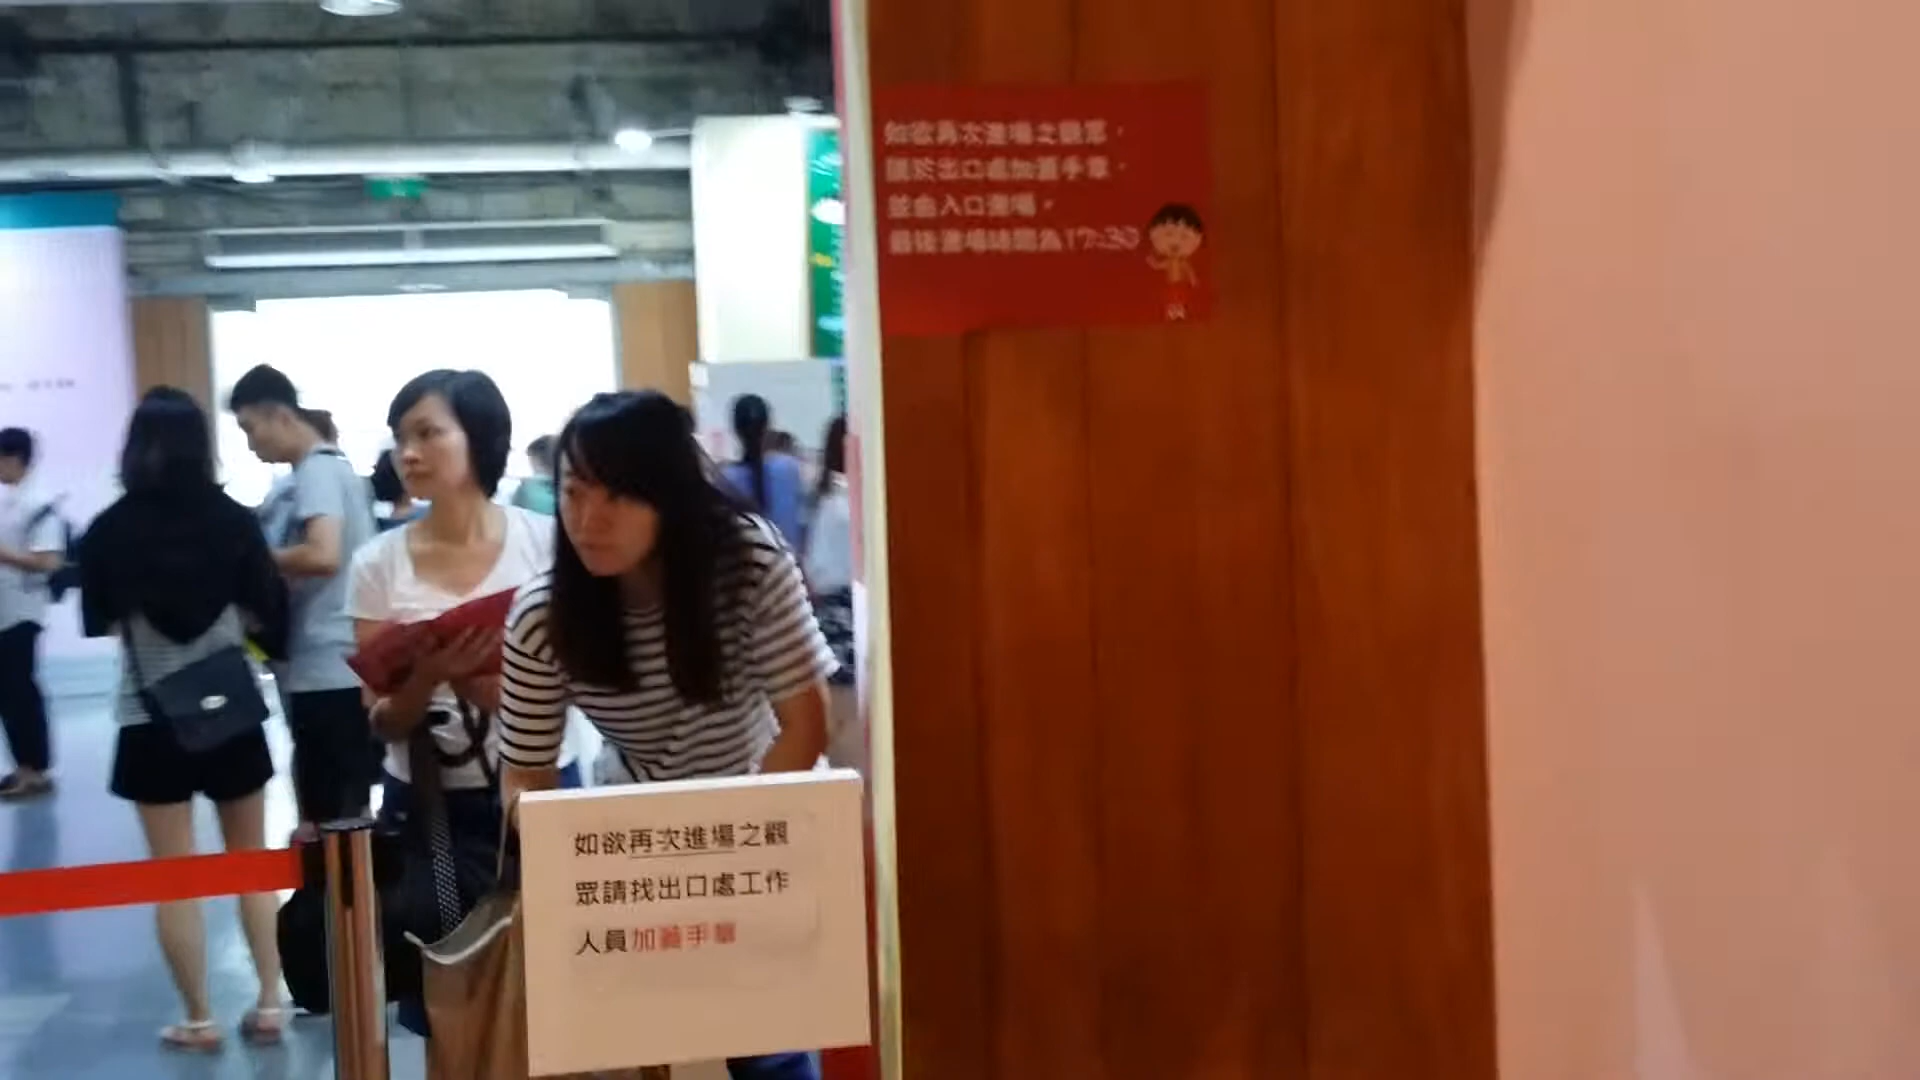 如欲再次進場之觀眾，
請於出口處加蓋手章，
並由入口進場。
最後進場時間為17:30
如欲再次進場之觀
眾請找出口處工作
人員加蓋手章